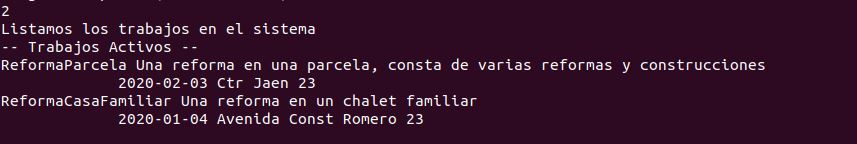 2
Listamos los trabajos en el sistema
-- Trabajos Activos --
ReformaParcela Una reforma en una parcela, consta de varias reformas y construcciones
2020-02-03 Ctr Jaen 23
ReformaCasaFamiliar Una reforma en un chalet familiar
2020-01-04 Avenida Const Romero 23